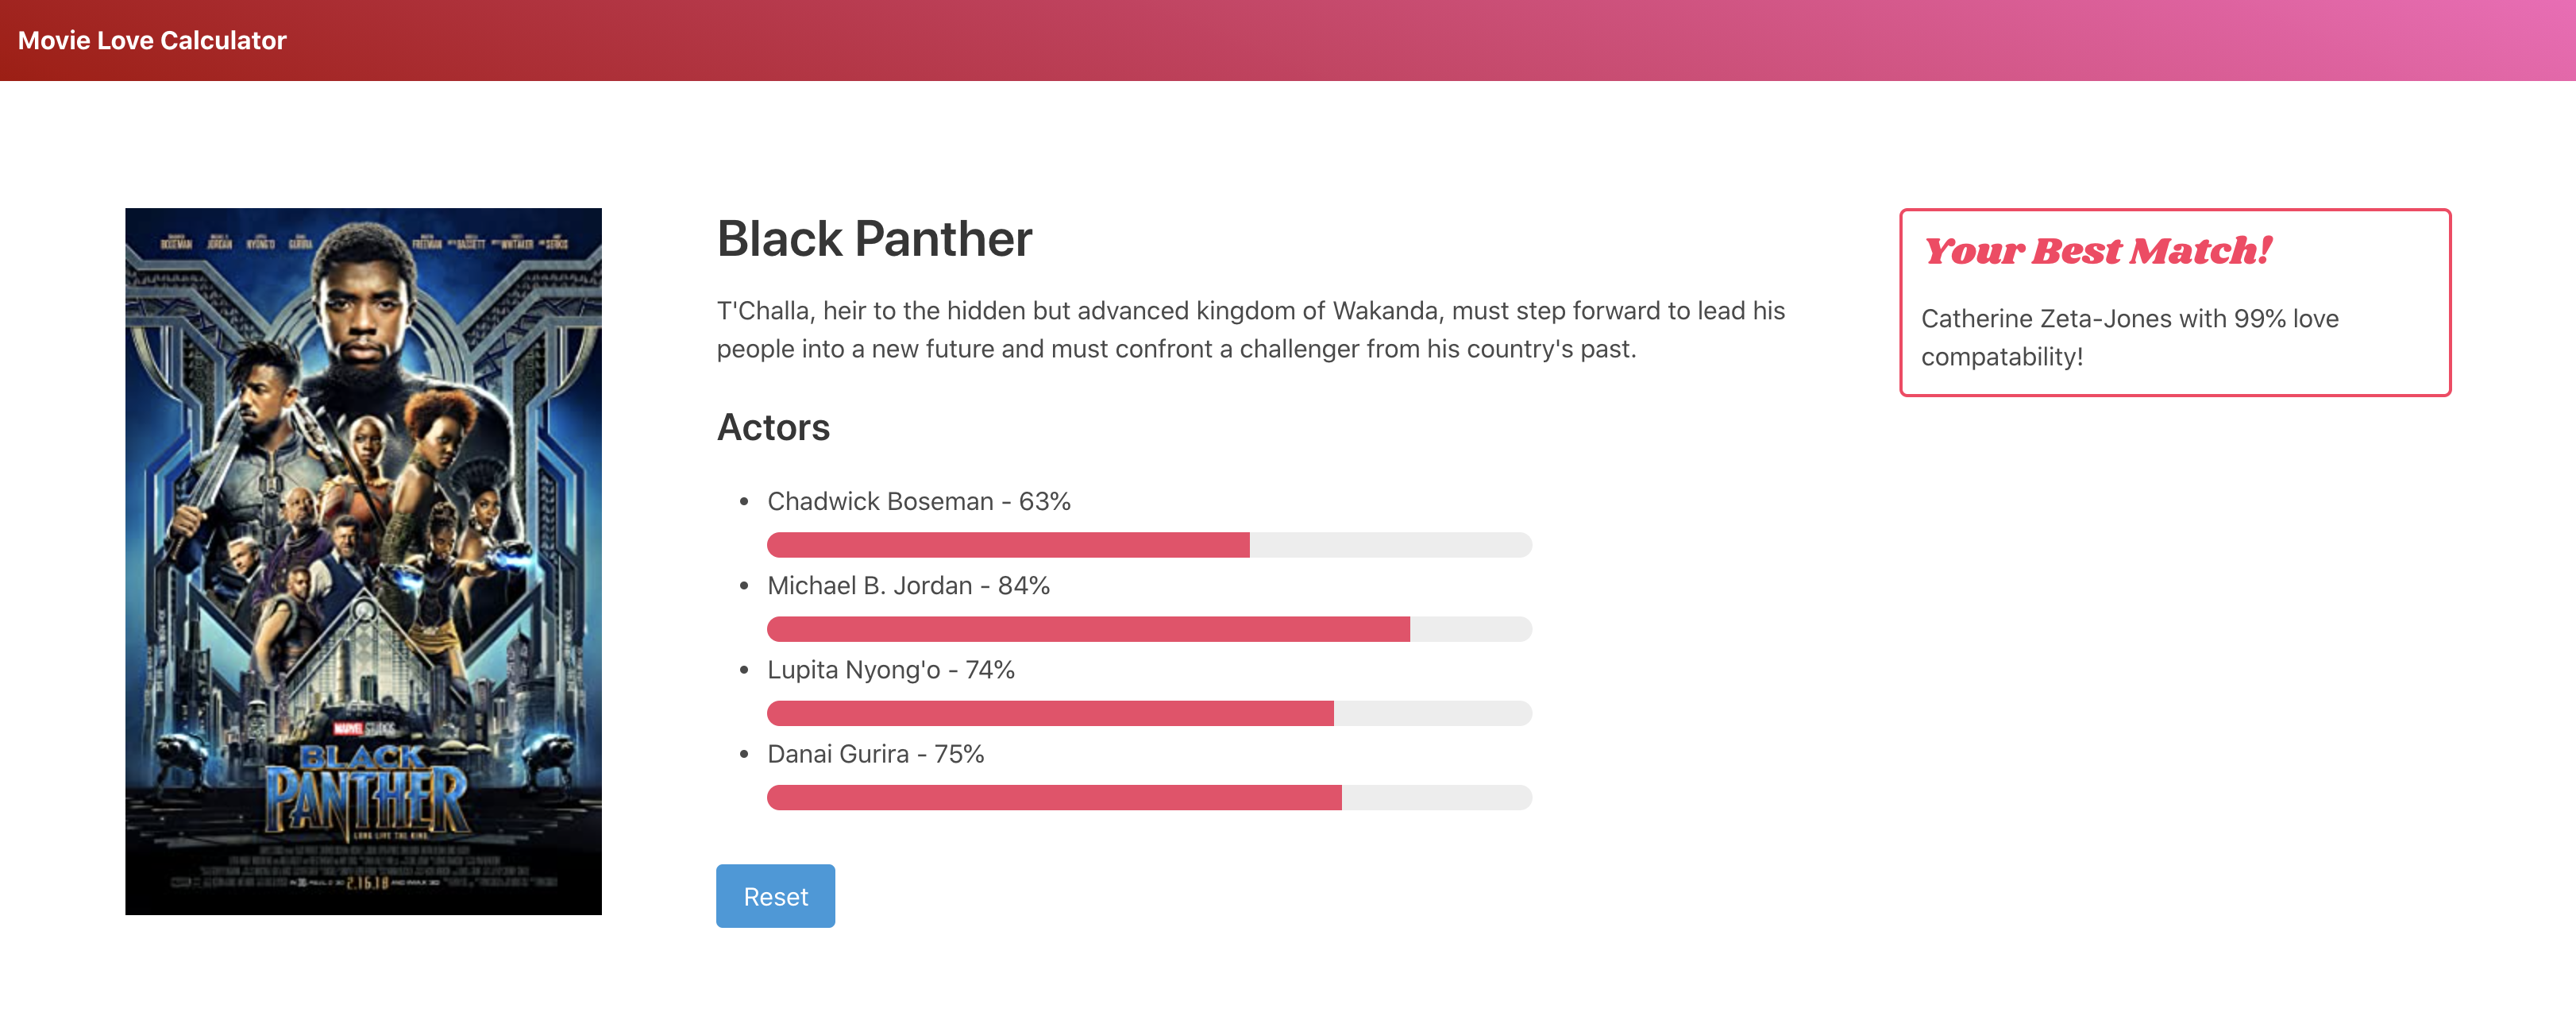 Movie Love Calculator
BOSEMAN JORDAN NYONG'O GURIRA FREEMAN BASSETT WHITAKER SERKIS
MARVEL STUDIOS
BLACK
PANTHER
LONG LIVE THE KING
2.16.18
Black Panther
T'Challa, heir to the hidden but advanced kingdom of Wakanda, must step forward to lead his
people into a new future and must confront a challenger from his country's past.
Actors
Chadwick Boseman - 63%
Michael B. Jordan - 84%
Lupita Nyong'o - 74%
Danai Gurira - 75%
Reset
Your Best Match!
Catherine Zeta-Jones with 99% love
compatability!